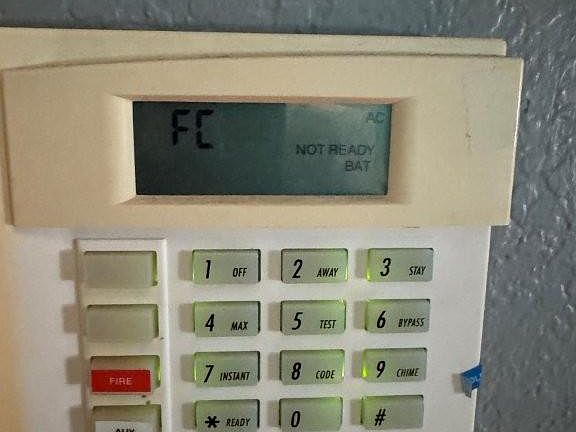 FC
AC
NOT READY
BAT
1 OFF 2 AWAY 3 STAY
4 MAX 5 TEST 6 BYPASS
FIRE 7 INSTANT 8 CODE 9 CHIME
AUX * READY 0 #